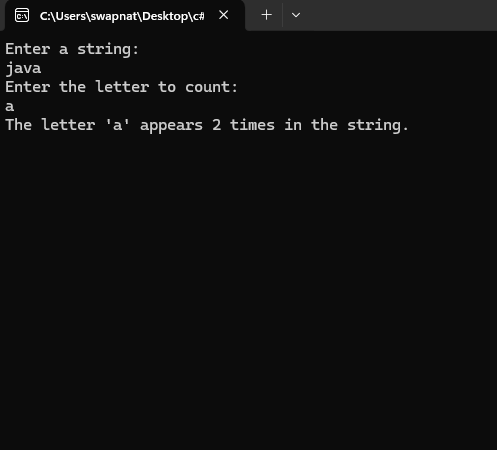 C:\Users\swapnat\Desktop\c#
Enter a string:
java
Enter the letter to count:
a
The letter 'a' appears 2 times in the string.